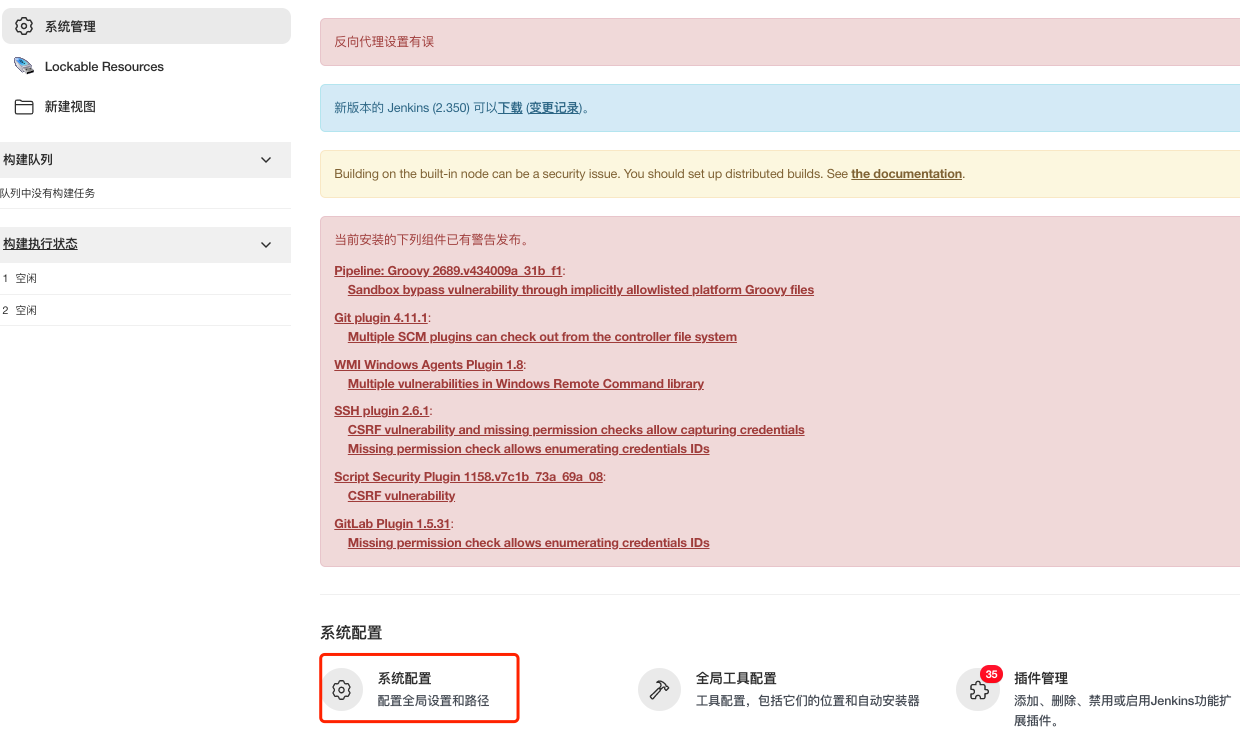 系统管理
Lockable Resources
新建视图
构建队列
队列中没有构建任务
构建执行状态
1 空闲
2 空闲
反向代理设置有误
新版本的 Jenkins (2.350) 可以下载 (变更记录)。
Building on the built-in node can be a security issue. You should set up distributed builds. See the documentation.
当前安装的下列组件已有警告发布。
Pipeline: Groovy 2689.v434009a_31b_f1:
Sandbox bypass vulnerability through implicitly allowlisted platform Groovy files
Git plugin 4.11.1:
Multiple SCM plugins can check out from the controller file system
WMI Windows Agents Plugin 1.8:
Multiple vulnerabilities in Windows Remote Command library
SSH plugin 2.6.1:
CSRF vulnerability and missing permission checks allow capturing credentials
Missing permission check allows enumerating credentials IDs
Script Security Plugin 1158.v7c1b_73a_69a_08:
CSRF vulnerability
GitLab Plugin 1.5.31:
Missing permission check allows enumerating credentials IDs
系统配置
系统配置
配置全局设置和路径
全局工具配置
工具配置，包括它们的位置和自动安装器
35
插件管理
添加、删除、禁用或启用Jenkins功能扩
展插件。